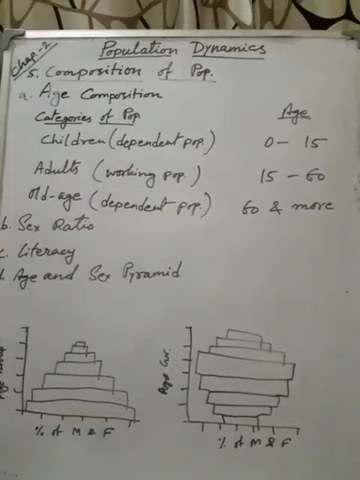 Chap-2
Population Dynamics
5. Composition of Pop.
a. Age Composition
Categories of Pop Age
Children (dependent pop.) 0 - 15
Adults (working pop.) 15 - 60
Old-age (dependent pop.) 60 & more
b. Sex Ratio
c. Literacy
d. Age and Sex Pyramid
Age Group
Age Gr.
% of M & F
% of M & F